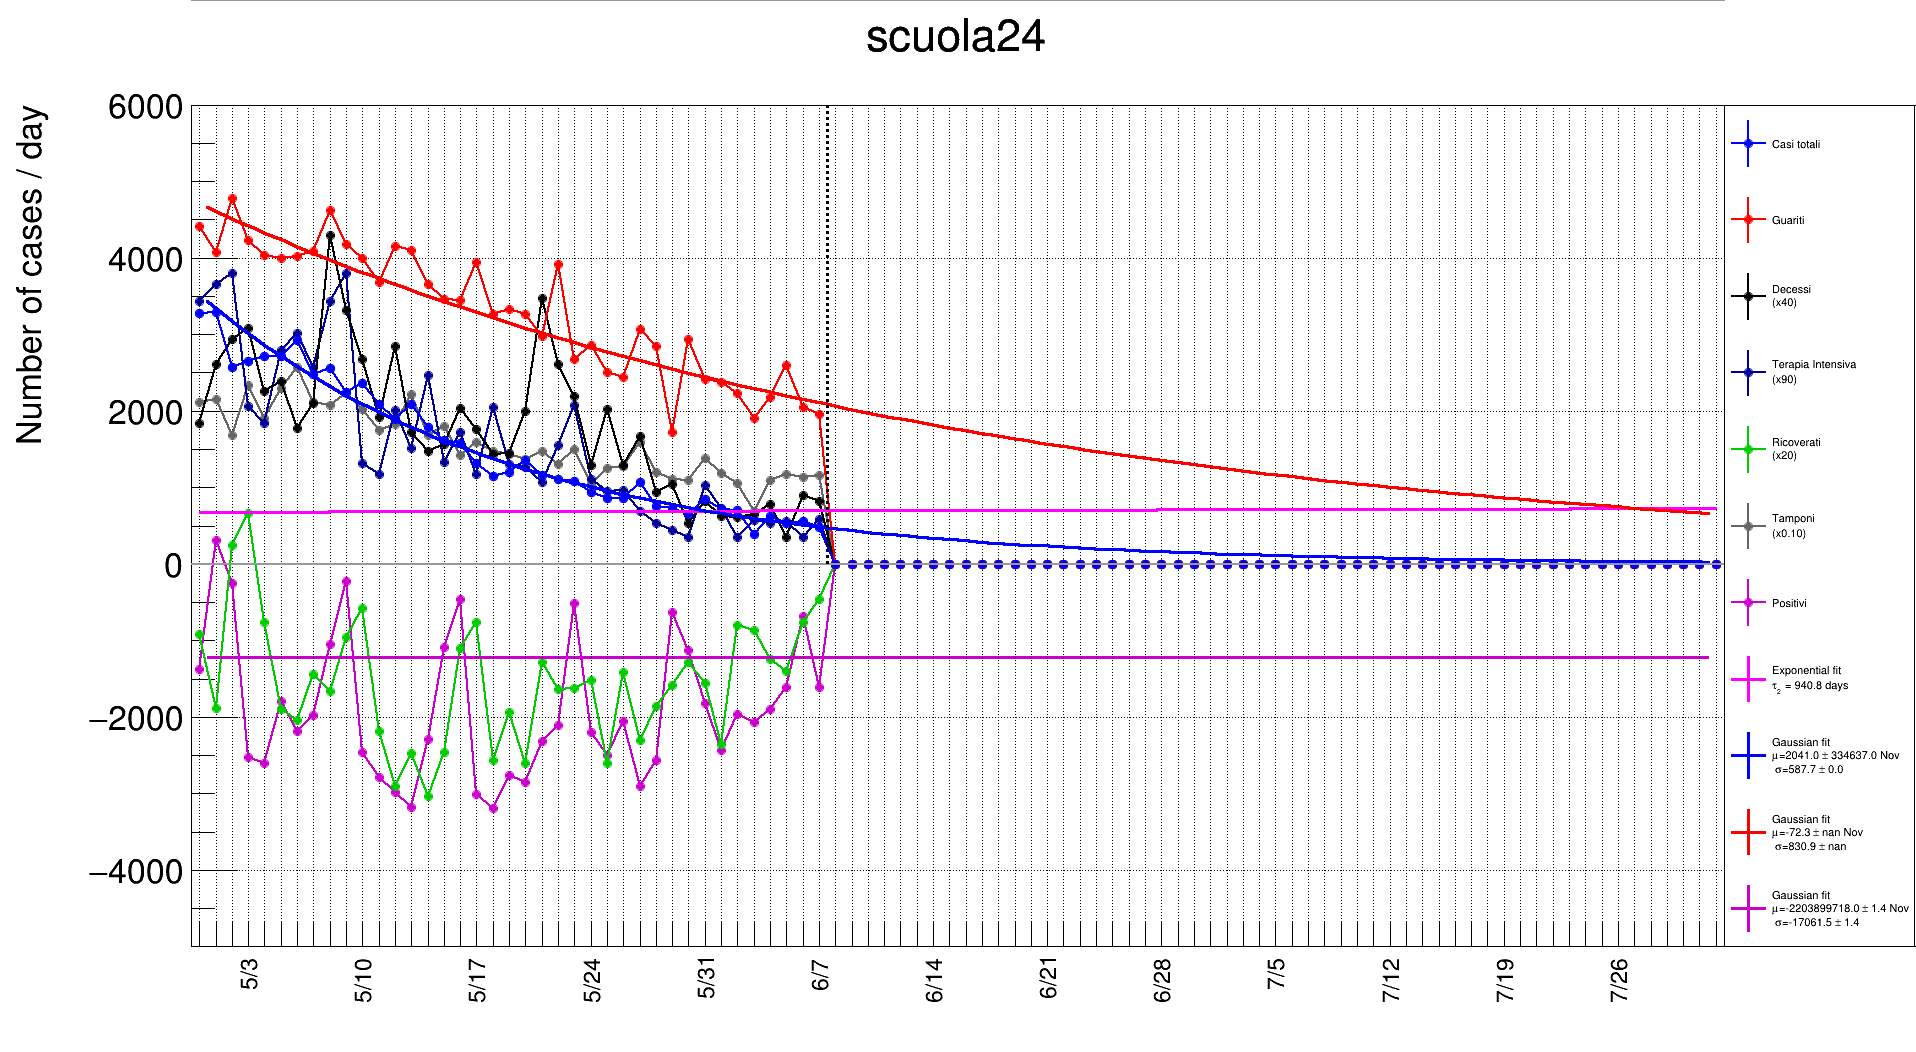 scuola24
Number of cases / day
6000
4000
2000
0
−2000
−4000
5/3
5/10
5/17
5/24
5/31
6/7
6/14
6/21
6/28
7/5
7/12
7/19
7/26
Casi totali
Guariti
Decessi
(x40)
Terapia Intensiva
(x90)
Ricoverati
(x20)
Tamponi
(x0.10)
Positivi
Exponential fit
τ₂ = 940.8 days
Gaussian fit
μ=2041.0 ± 334637.0 Nov
σ=587.7 ± 0.0
Gaussian fit
μ=-72.3 ± nan Nov
σ=830.9 ± nan
Gaussian fit
μ=-2203899718.0 ± 1.4 Nov
σ=-17061.5 ± 1.4